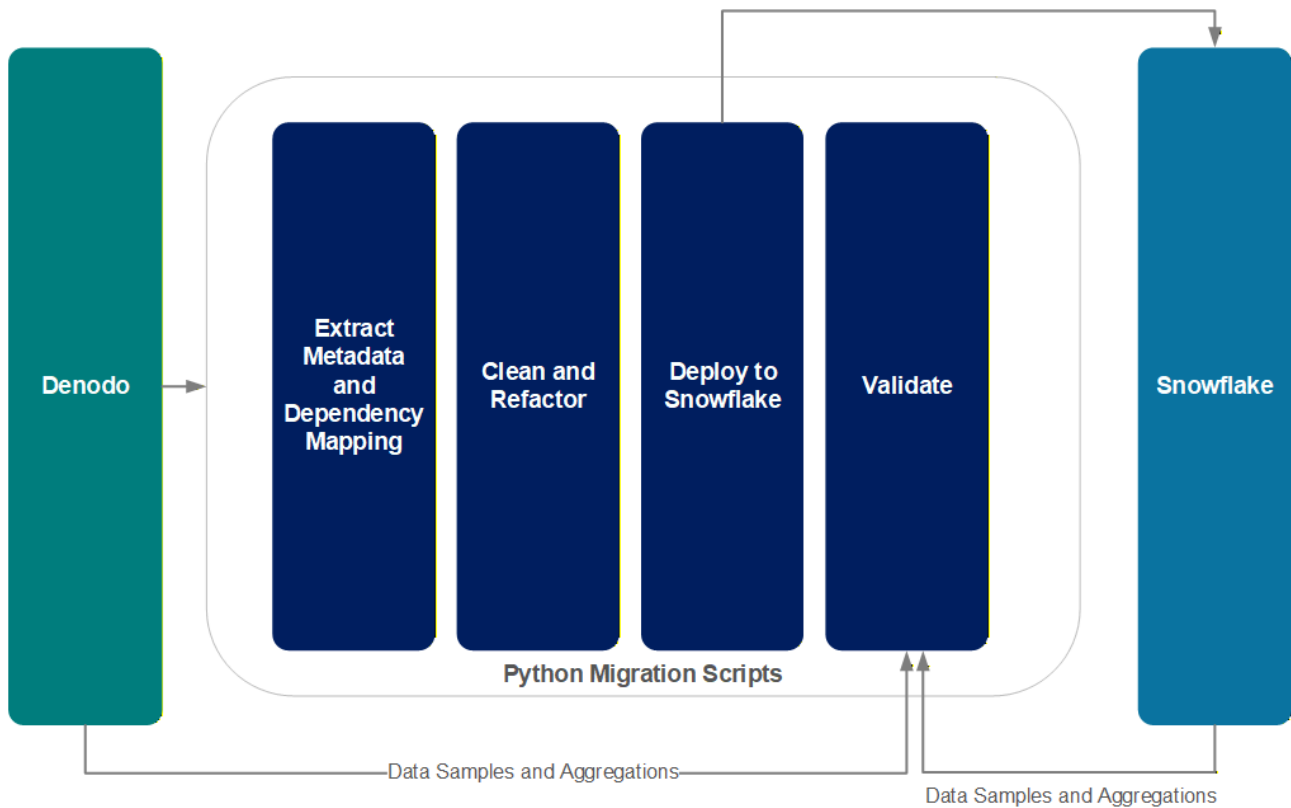 Denodo
Extract
Metadata
and
Dependency
Mapping
Clean and
Refactor
Deploy to
Snowflake
Validate
Snowflake
Python Migration Scripts
Data Samples and Aggregations
Data Samples and Aggregations